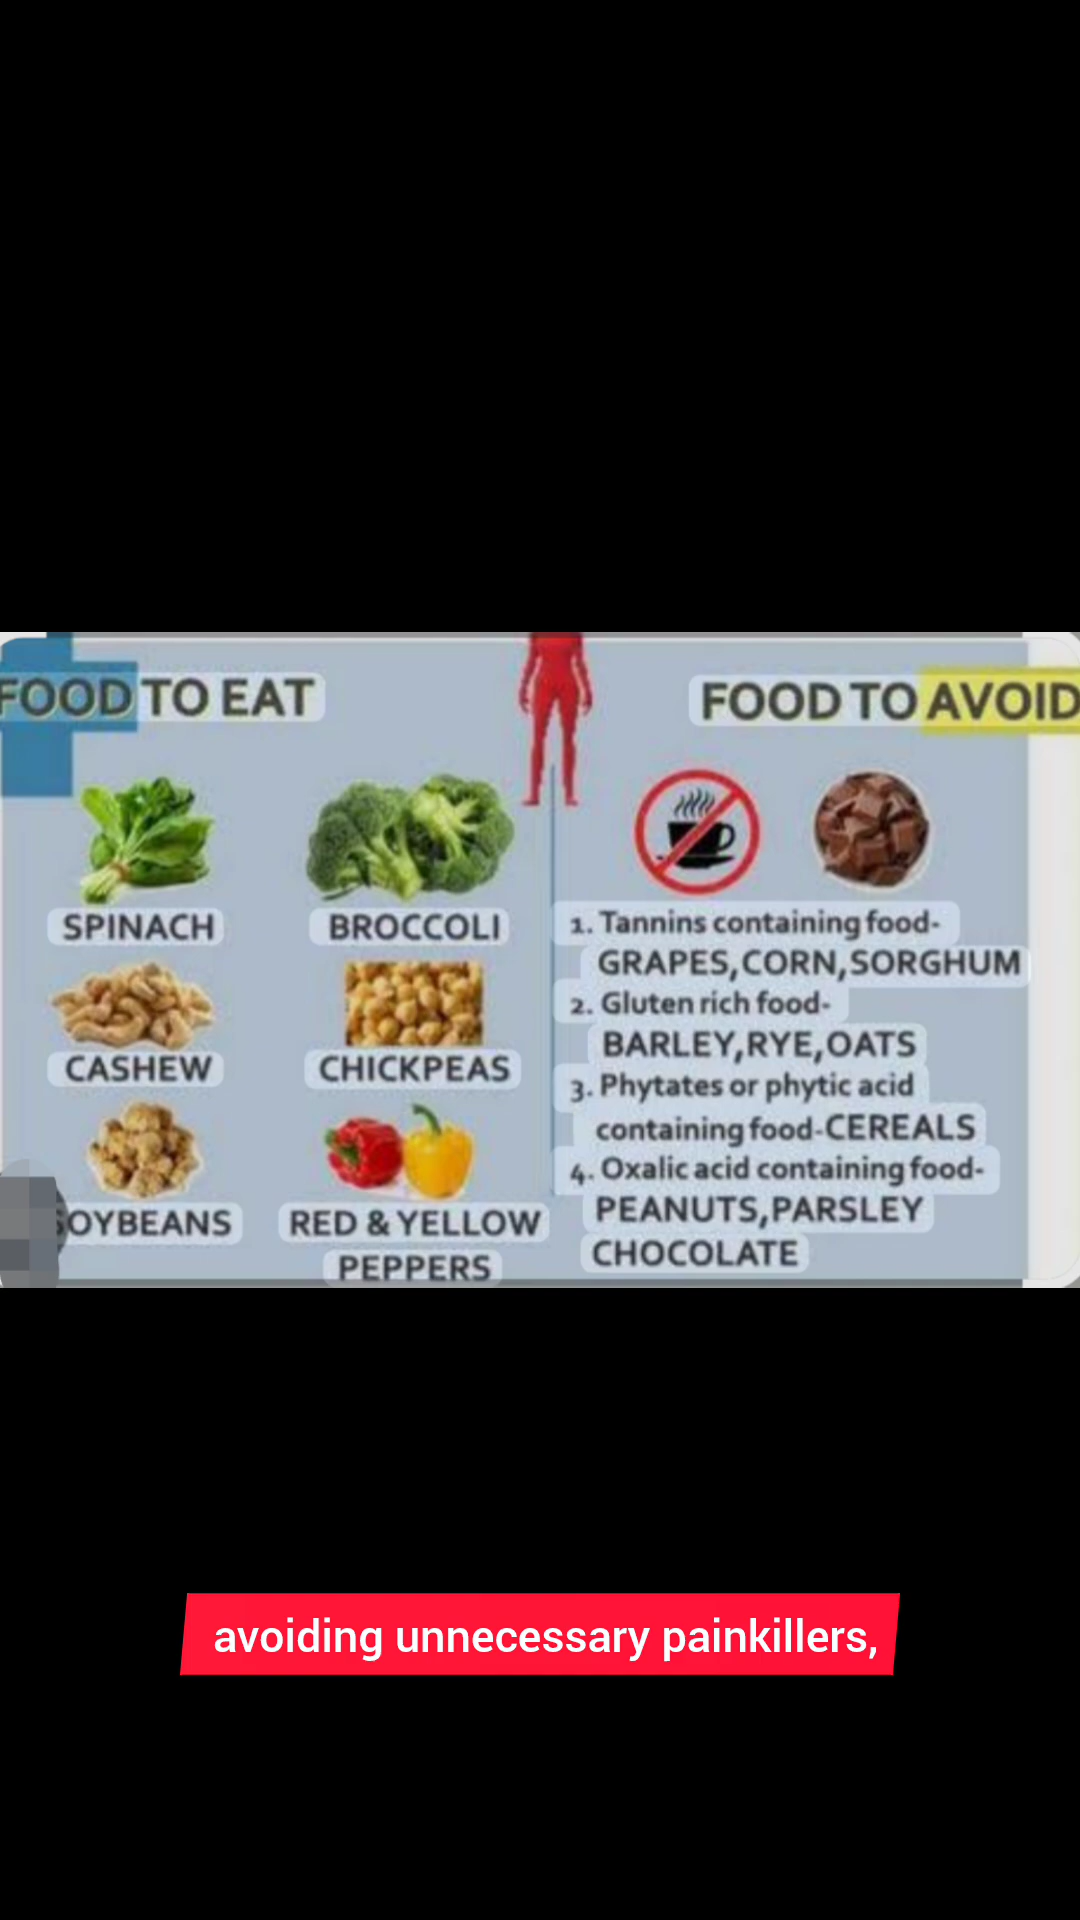 FOOD TO EAT
SPINACH
BROCCOLI
CASHEW
CHICKPEAS
SOYBEANS
RED & YELLOW
PEPPERS
FOOD TO AVOID
1. Tannins containing food-
GRAPES,CORN,SORGHUM
2. Gluten rich food-
BARLEY,RYE,OATS
3. Phytates or phytic acid
containing food-CEREALS
4. Oxalic acid containing food-
PEANUTS,PARSLEY
CHOCOLATE
avoiding unnecessary painkillers,